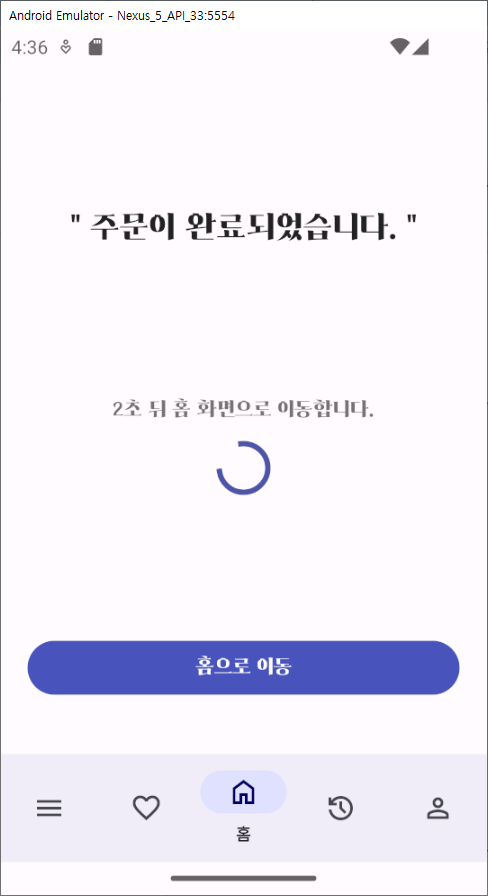 Android Emulator - Nexus_5_API_33:5554
4:36
" 주문이 완료되었습니다. "
2초 뒤 홈 화면으로 이동합니다.
홈으로 이동
홈